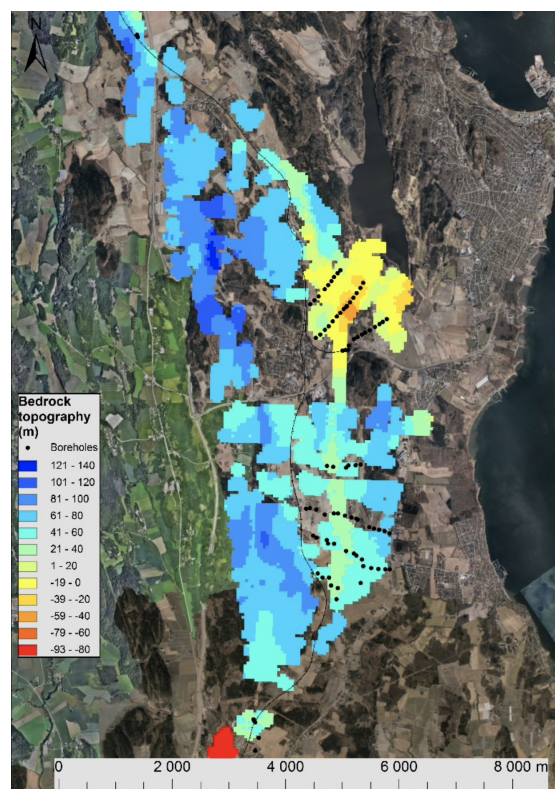 N
Bedrock
topography
(m)
Boreholes
121 - 140
101 - 120
81 - 100
61 - 80
41 - 60
21 - 40
1 - 20
-19 - 0
-39 - -20
-59 - -40
-79 - -60
-93 - -80
0 2 000 4 000 6 000 8 000 m